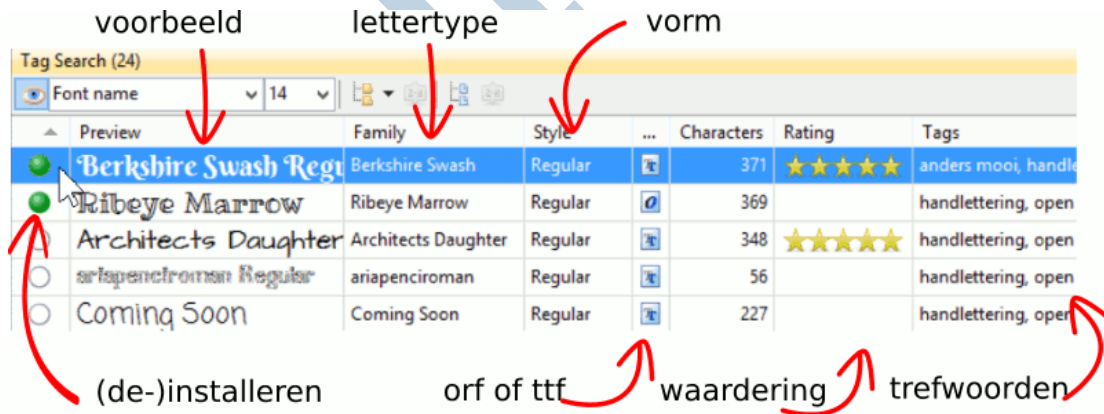 voorbeeld lettertype vorm
Tag Search (24)
Font name 14
Preview Family Style ... Characters Rating Tags
Berkshire Swash Regu Berkshire Swash Regular 371 anders mooi, handle
Ribeye Marrow Ribeye Marrow Regular 369 handlettering, open
Architects Daughter Architects Daughter Regular 348 handlettering, open
ariapenciroman Regular ariapenciroman Regular 56 handlettering, open
Coming Soon Coming Soon Regular 227 handlettering, open
(de-)installeren orf of ttf waardering trefwoorden